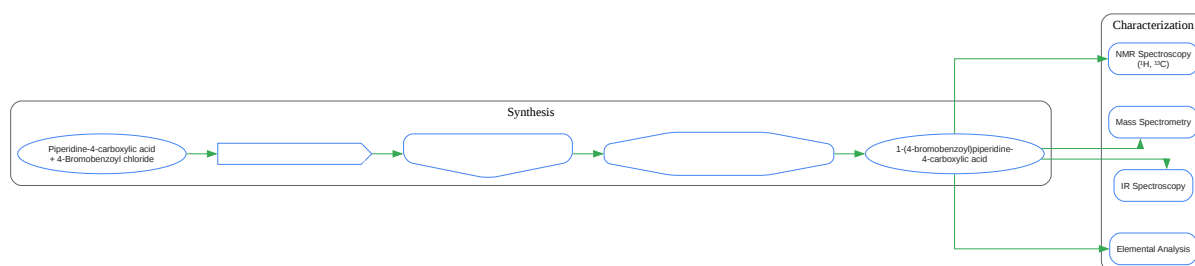 Characterization
NMR Spectroscopy
(¹H, ¹³C)
Synthesis
Mass Spectrometry
Piperidine-4-carboxylic acid
+ 4-Bromobenzoyl chloride
1-(4-bromobenzoyl)piperidine-
4-carboxylic acid
IR Spectroscopy
Elemental Analysis